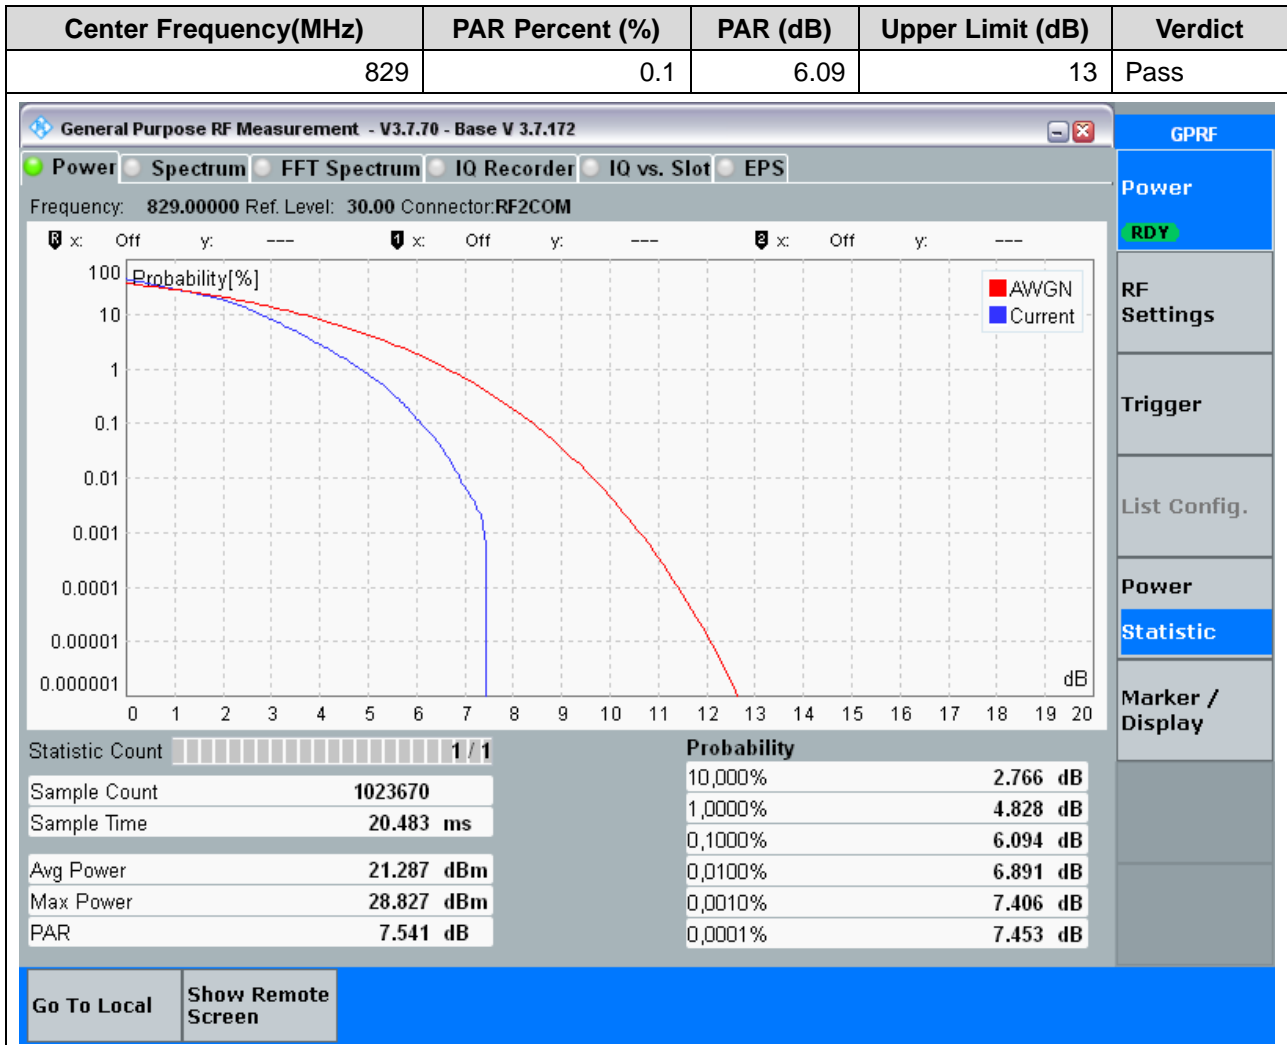 Center Frequency(MHz) PAR Percent (%) PAR (dB) Upper Limit (dB) Verdict
829 0.1 6.09 13 Pass
General Purpose RF Measurement - V3.7.70 - Base V 3.7.172
GPRF
Power Spectrum FFT Spectrum IQ Recorder IQ vs. Slot EPS
Frequency: 829.00000 Ref. Level: 30.00 Connector:RF2COM
R x: Off y: --- 1 x: Off y: --- 2 x: Off y: ---
Probability[%]
100
10
1
0.1
0.01
0.001
0.0001
0.00001
0.000001
AWGN
Current
dB
0 1 2 3 4 5 6 7 8 9 10 11 12 13 14 15 16 17 18 19 20
Statistic Count 1 / 1
Sample Count 1023670
Sample Time 20.483 ms
Avg Power 21.287 dBm
Max Power 28.827 dBm
PAR 7.541 dB
Probability
10,000% 2.766 dB
1,0000% 4.828 dB
0,1000% 6.094 dB
0,0100% 6.891 dB
0,0010% 7.406 dB
0,0001% 7.453 dB
Power
RDY
RF
Settings
Trigger
List Config.
Power
Statistic
Marker /
Display
Go To Local
Show Remote
Screen